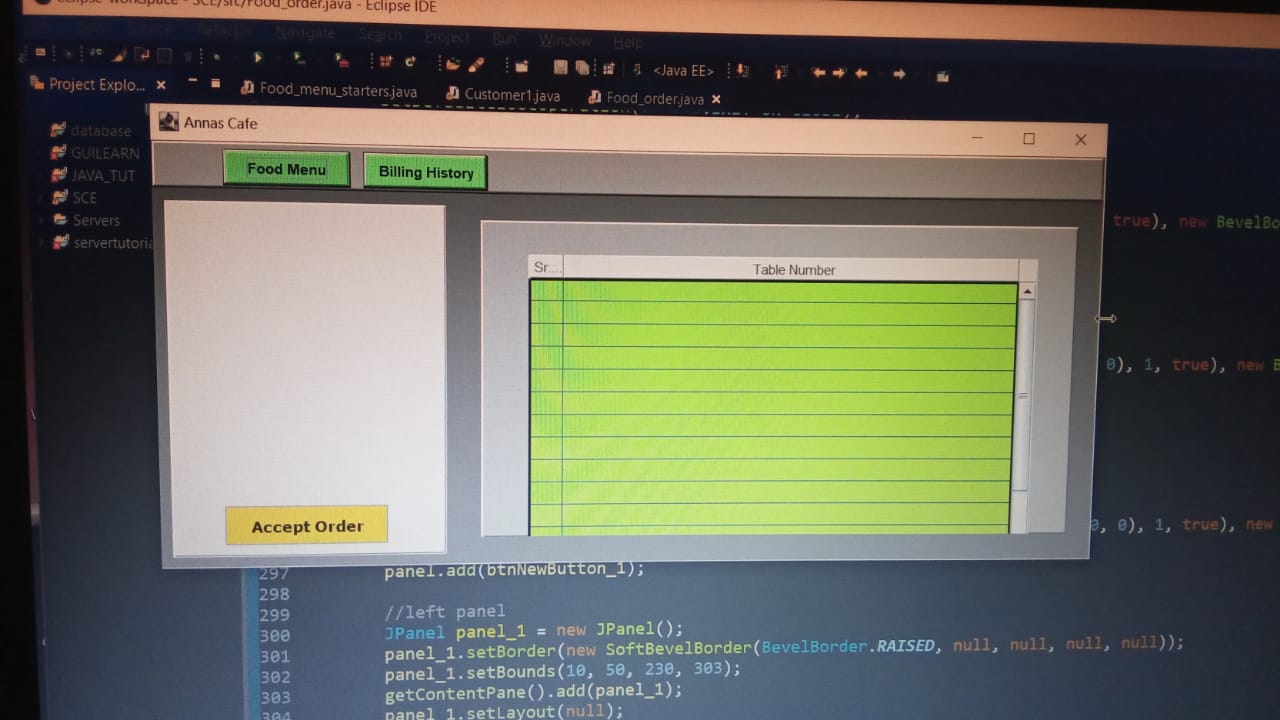 Eclipse-workspace - SCE/src/Food_order.java - Eclipse IDE
Navigate Search Project Run Window Help
<Java EE>
Project Explo...
Food_menu_starters.java
Customer1.java
Food_order.java
database
GUILEARN
JAVA_TUT
SCE
Servers
servertutoria
Annas Cafe
Food Menu
Billing History
Sr...
Table Number
Accept Order
true), new BevelBo
0), 1, true), new B
0, 0), 1, true), new
297 panel.add(btnNewButton_1);
298
299 //left panel
300 JPanel panel_1 = new JPanel();
301 panel_1.setBorder(new SoftBevelBorder(BevelBorder.RAISED, null, null, null, null));
302 panel_1.setBounds(10, 50, 230, 303);
303 getContentPane().add(panel_1);
304 panel_1.setLayout(null);